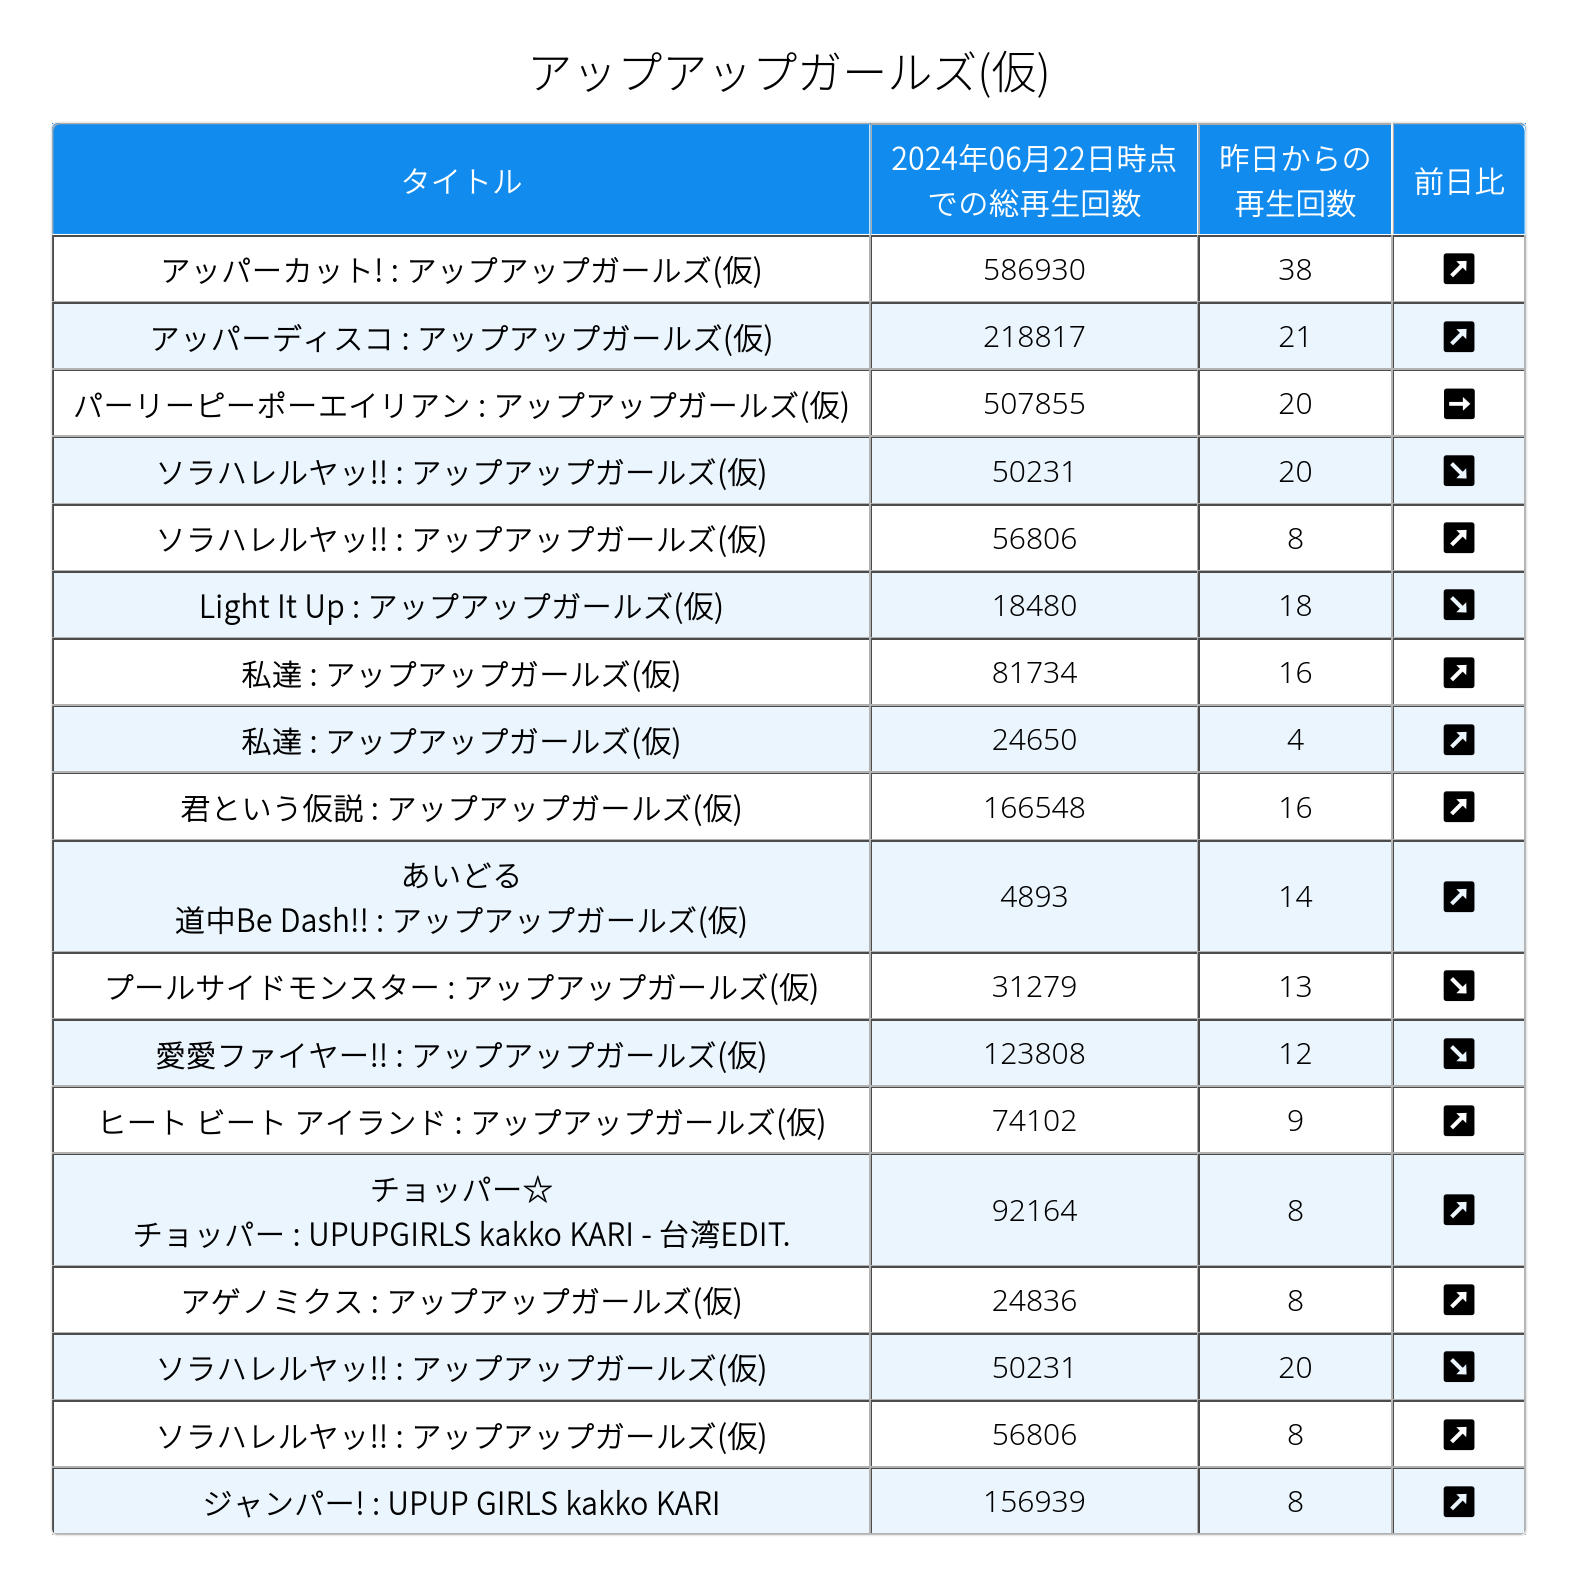 アップアップガールズ(仮)
タイトル 2024年06月22日時点での総再生回数 昨日からの再生回数 前日比
アッパーカット! : アップアップガールズ(仮) 586930 38 ↗
アッパーディスコ : アップアップガールズ(仮) 218817 21 ↗
パーリーピーポーエイリアン : アップアップガールズ(仮) 507855 20 →
ソラハレルヤッ!! : アップアップガールズ(仮) 50231 20 ↘
ソラハレルヤッ!! : アップアップガールズ(仮) 56806 8 ↗
Light It Up : アップアップガールズ(仮) 18480 18 ↘
私達 : アップアップガールズ(仮) 81734 16 ↗
私達 : アップアップガールズ(仮) 24650 4 ↗
君という仮説 : アップアップガールズ(仮) 166548 16 ↗
あいどる
道中Be Dash!! : アップアップガールズ(仮) 4893 14 ↗
プールサイドモンスター : アップアップガールズ(仮) 31279 13 ↘
愛愛ファイヤー!! : アップアップガールズ(仮) 123808 12 ↘
ヒート ビート アイランド : アップアップガールズ(仮) 74102 9 ↗
チョッパー☆
チョッパー : UPUPGIRLS kakko KARI - 台湾EDIT. 92164 8 ↗
アゲノミクス : アップアップガールズ(仮) 24836 8 ↗
ソラハレルヤッ!! : アップアップガールズ(仮) 50231 20 ↘
ソラハレルヤッ!! : アップアップガールズ(仮) 56806 8 ↗
ジャンパー! : UPUP GIRLS kakko KARI 156939 8 ↗